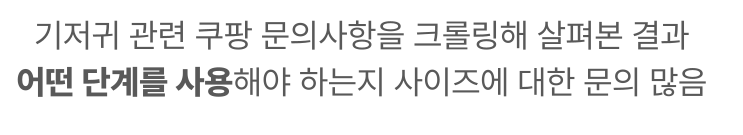 기저귀 관련 쿠팡 문의사항을 크롤링해 살펴본 결과
어떤 단계를 사용해야 하는지 사이즈에 대한 문의 많음